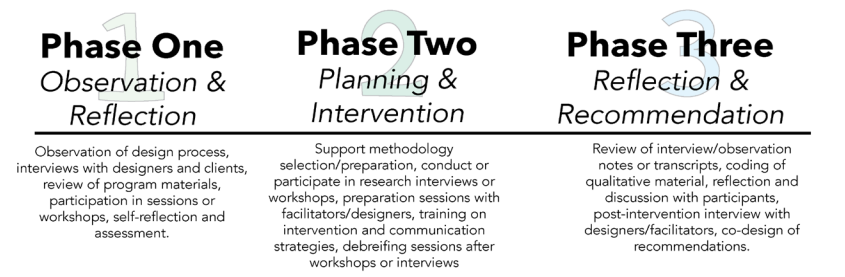 1
Phase One
Observation &
Reflection
Observation of design process,
interviews with designers and clients,
review of program materials,
participation in sessions or
workshops, self-reflection and
assessment.
2
Phase Two
Planning &
Intervention
Support methodology
selection/preparation, conduct or
participate in research interviews or
workshops, preparation sessions with
facilitators/designers, training on
intervention and communication
strategies, debreifing sessions after
workshops or interviews
3
Phase Three
Reflection &
Recommendation
Review of interview/observation
notes or transcripts, coding of
qualitative material, reflection and
discussion with participants,
post-intervention interview with
designers/facilitators, co-design of
recommendations.